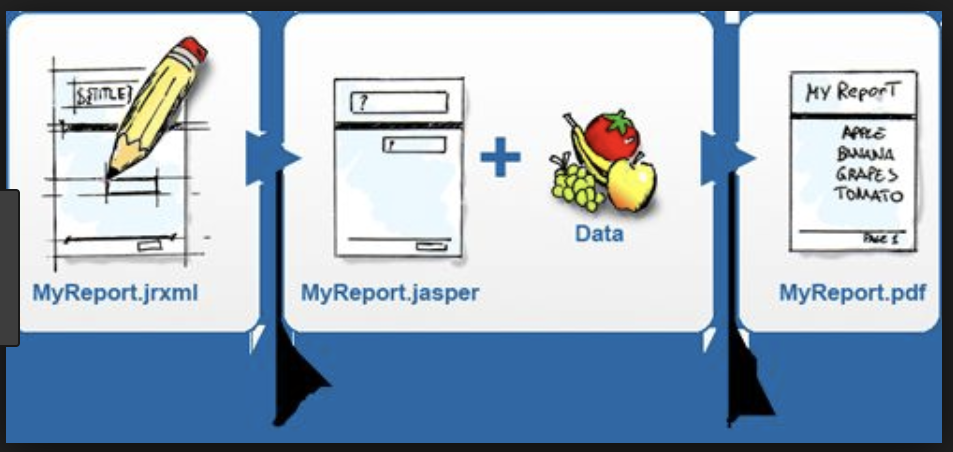 ${TITLE}
MyReport.jrxml
?
?
MyReport.jasper
+
Data
MY RepoRT
APPLE
BANANA
GRAPES
TOMATO
PAGE 1
MyReport.pdf